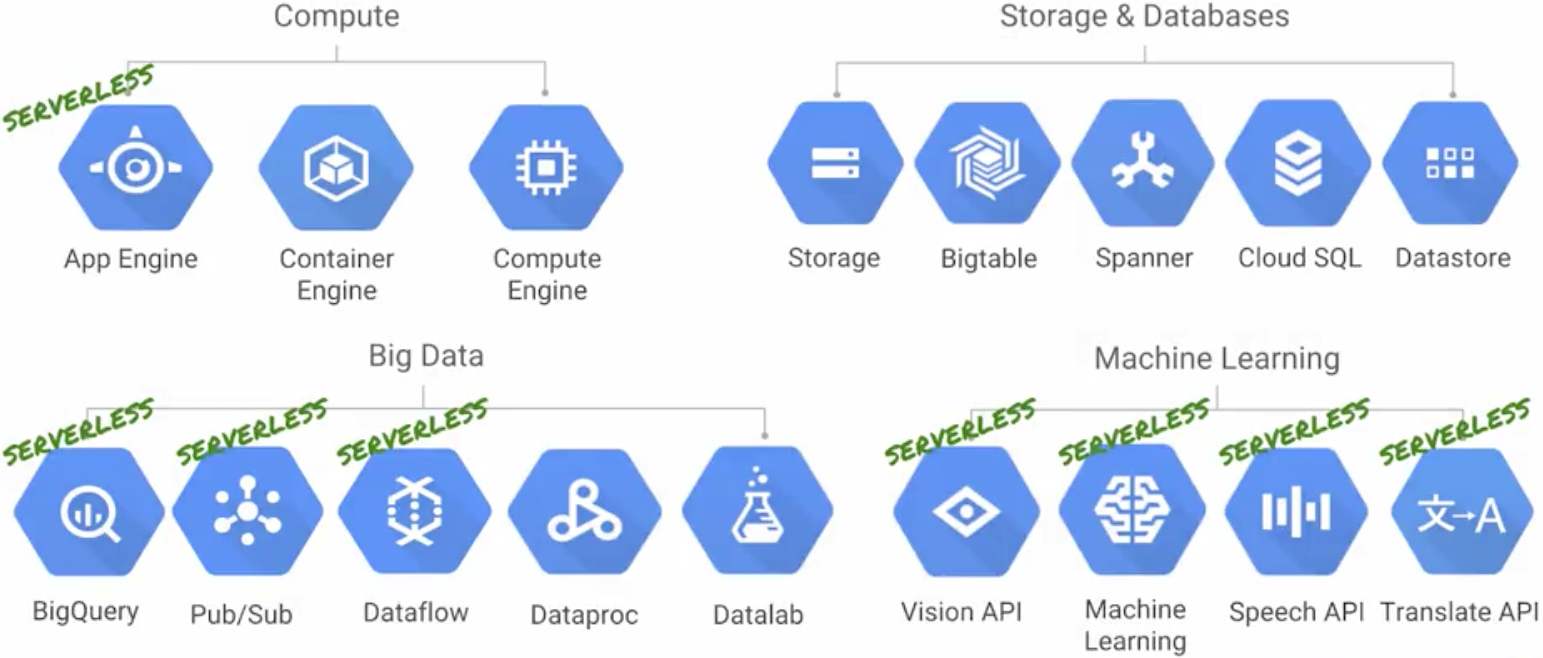 Compute
SERVERLESS
App Engine
Container
Engine
Compute
Engine
Storage & Databases
Storage
Bigtable
Spanner
Cloud SQL
Datastore
Big Data
SERVERLESS
SERVERLESS
SERVERLESS
BigQuery
Pub/Sub
Dataflow
Dataproc
Datalab
Machine Learning
SERVERLESS
SERVERLESS
SERVERLESS
SERVERLESS
文→A
Vision API
Machine
Learning
Speech API
Translate API